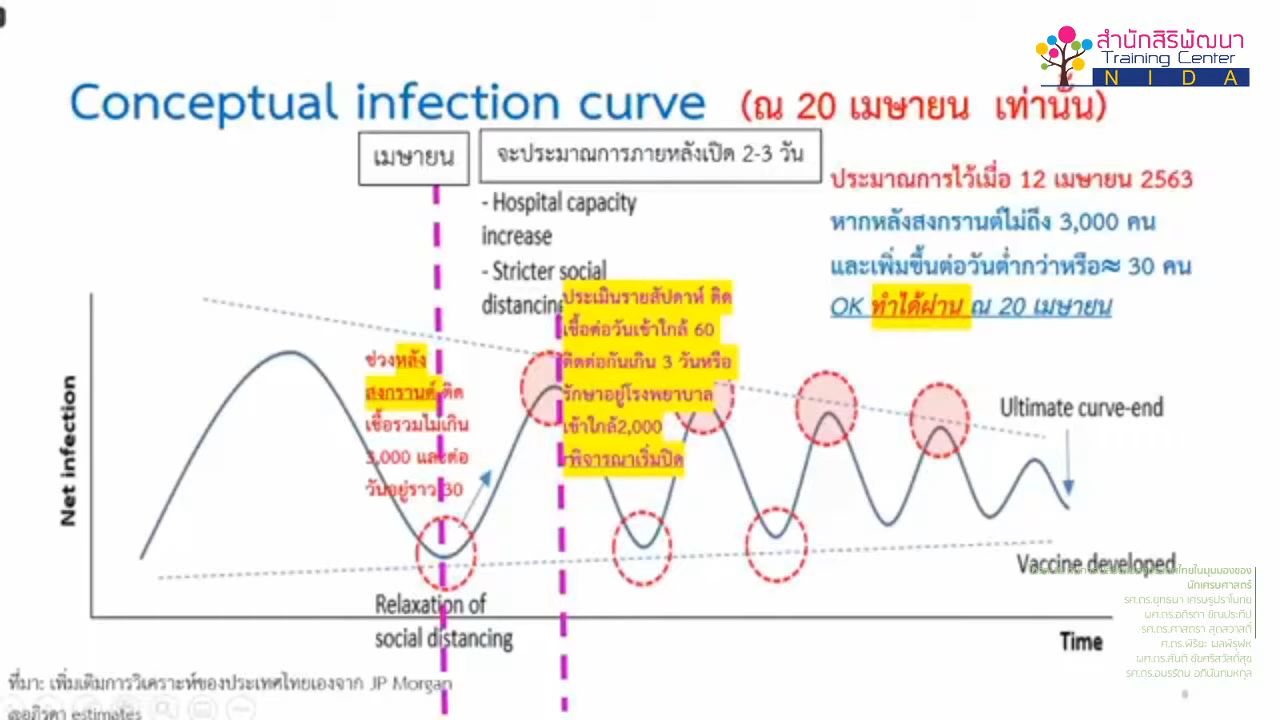 สำนักสิริพัฒนา
Training Center
NIDA
Conceptual infection curve (ณ 20 เมษายน เท่านั้น)
เมษายน
จะประมาณการภายหลังเปิด 2-3 วัน
ประมาณการไว้เมื่อ 12 เมษายน 2563
หากหลังสงกรานต์ไม่ถึง 3,000 คน
และเพิ่มขึ้นต่อวันต่ำกว่าหรือ≈ 30 คน
OK ทำได้ผ่าน ณ 20 เมษายน
- Hospital capacity
increase
- Stricter social
distancing
ประเมินรายสัปดาห์ ติด
เชื้อต่อวันเข้าใกล้ 60
ติดต่อกันเกิน 3 วันหรือ
รักษาอยู่โรงพยาบาล
เข้าใกล้2,000
พิจารณาเริ่มปิด
ช่วงหลัง
สงกรานต์ ติด
เชื้อรวมไม่เกิน
3,000 และต่อ
วันอยู่ราว 30
Net infection
Ultimate curve-end
Vaccine developed
Relaxation of
social distancing
Time
นักเศรษฐศาสตร์
รศ.ดร.ยุทธนา เศรษฐปราโมทย์
ผศ.ดร.อภิรดา ชิณประทีป
รศ.ดร.ศาสตรา สุดสวาสดิ์
ศ.ดร.พิริยะ ผลพิรุฬห์
ผศ.ดร.สันติ ชัยศรีสวัสดิ์สุข
รศ.ดร.อมรรัตน์ อภินันท์มหกุล
ที่มา: เพิ่มเติมการวิเคราะห์ของประเทศไทยเองจาก JP Morgan
estimates
8